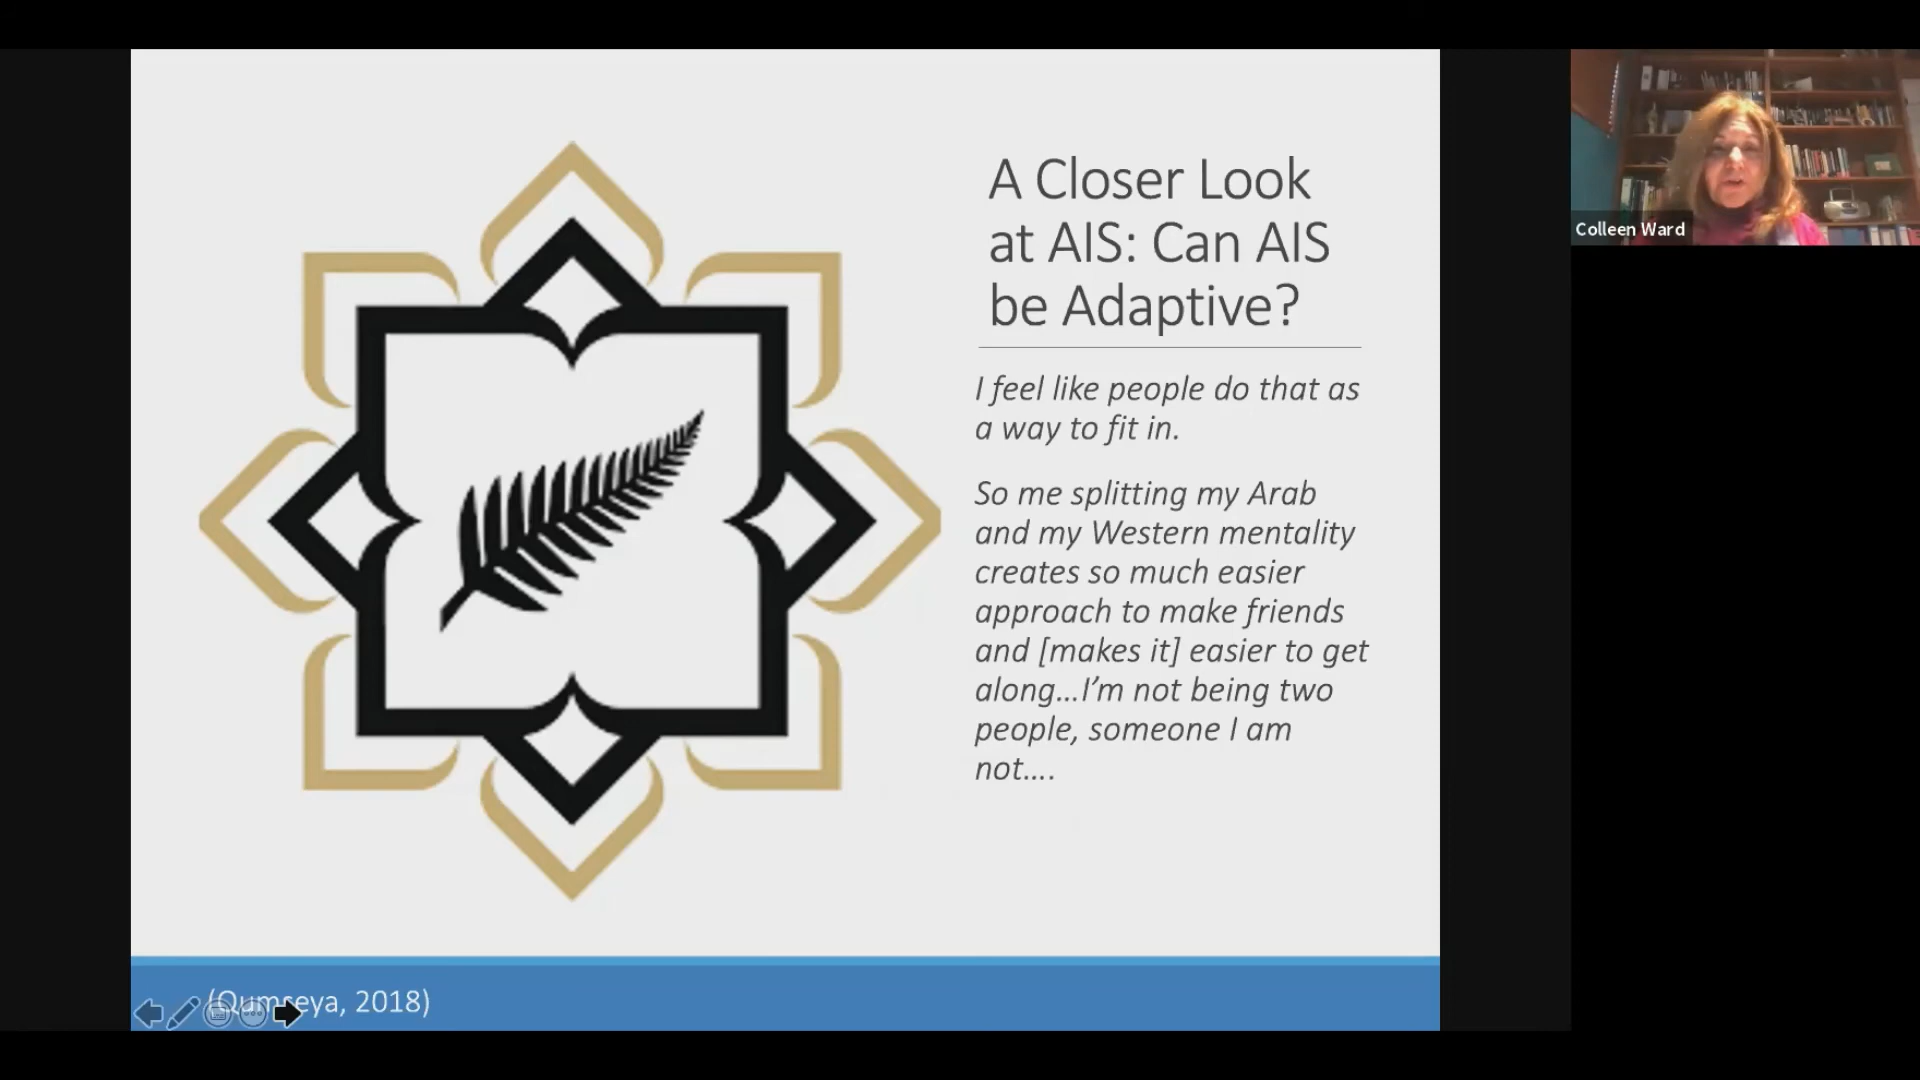 A Closer Look
at AIS: Can AIS
be Adaptive?
I feel like people do that as
a way to fit in.
So me splitting my Arab
and my Western mentality
creates so much easier
approach to make friends
and [makes it] easier to get
along…I’m not being two
people, someone I am
not….
(Qumseya, 2018)
Colleen Ward